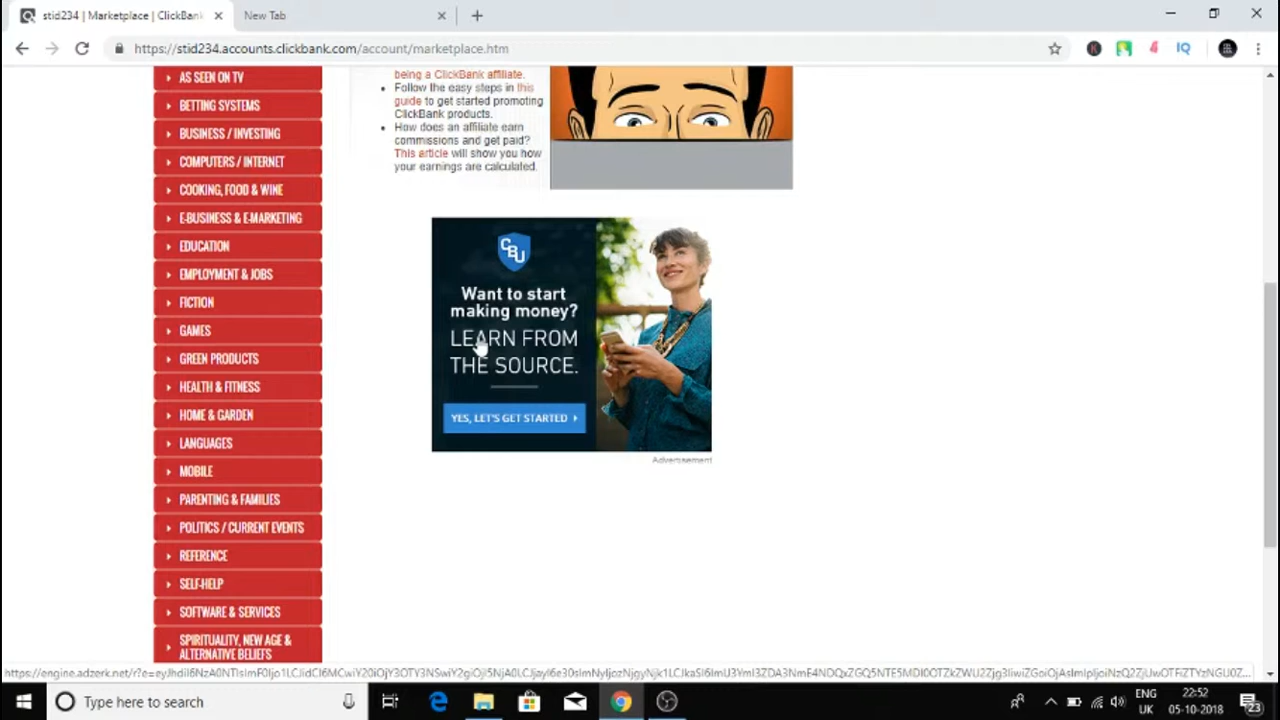 stid234 | Marketplace | ClickBank
New Tab
https://stid234.accounts.clickbank.com/account/marketplace.htm
IQ
AS SEEN ON TV
BETTING SYSTEMS
BUSINESS / INVESTING
COMPUTERS / INTERNET
COOKING, FOOD & WINE
E-BUSINESS & E-MARKETING
EDUCATION
EMPLOYMENT & JOBS
FICTION
GAMES
GREEN PRODUCTS
HEALTH & FITNESS
HOME & GARDEN
LANGUAGES
MOBILE
PARENTING & FAMILIES
POLITICS / CURRENT EVENTS
REFERENCE
SELF-HELP
SOFTWARE & SERVICES
SPIRITUALITY, NEW AGE &
ALTERNATIVE BELIEFS
being a ClickBank affiliate.
Follow the easy steps in this
guide to get started promoting
ClickBank products.
How does an affiliate earn
commissions and get paid?
This article will show you how
your earnings are calculated.
CBU
Want to start
making money?
LEARN FROM
THE SOURCE.
YES, LET'S GET STARTED
Advertisement
Type here to search
ENG
UK
22:52
05-10-2018
23